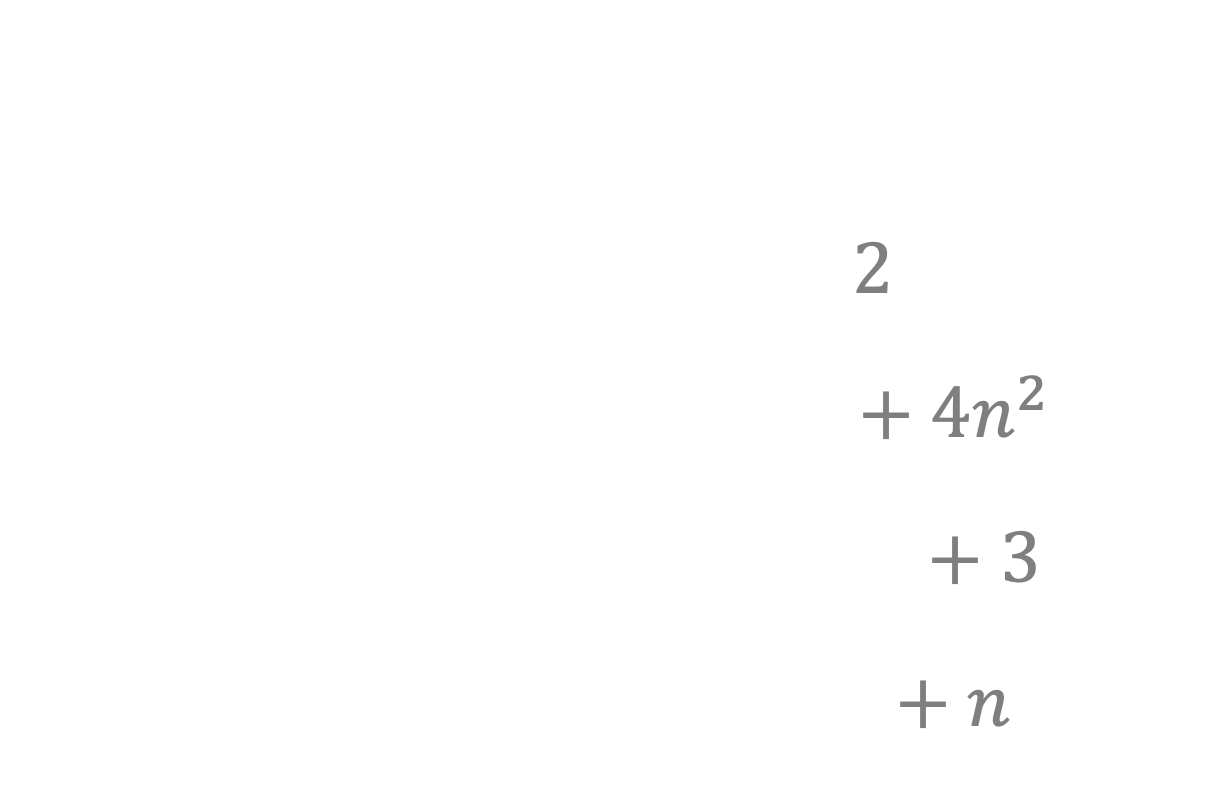 2
+ 4n²
+ 3
+ n